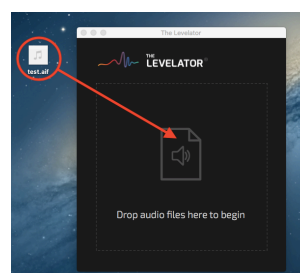 The Levelator
test.aif
THE
LEVELATOR
Drop audio files here to begin